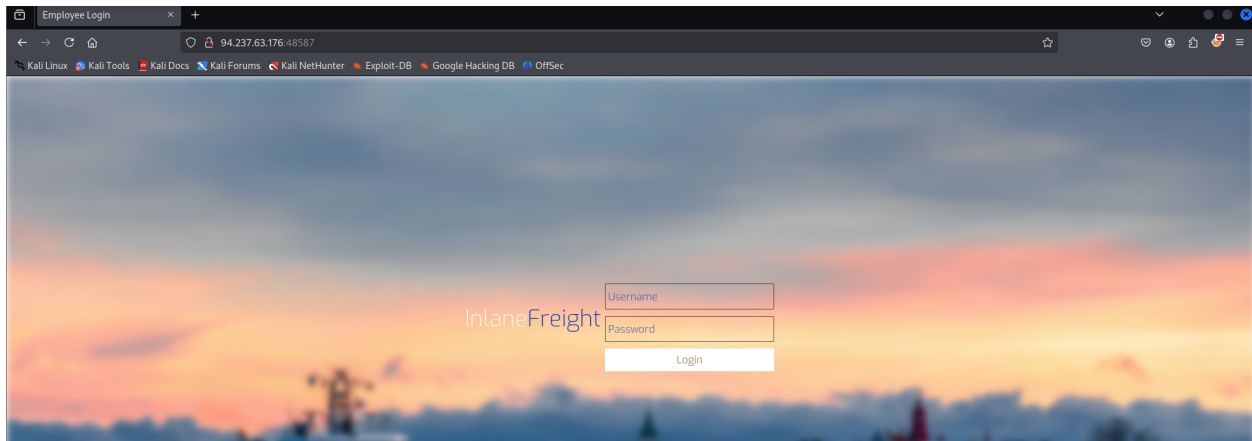 Employee Login
94.237.63.176:48587
Kali Linux Kali Tools Kali Docs Kali Forums Kali NetHunter Exploit-DB Google Hacking DB OffSec
Username
InlaneFreight
Password
Login